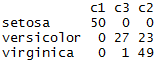 c1 c3 c2
setosa 50 0 0
versicolor 0 27 23
virginica 0 1 49